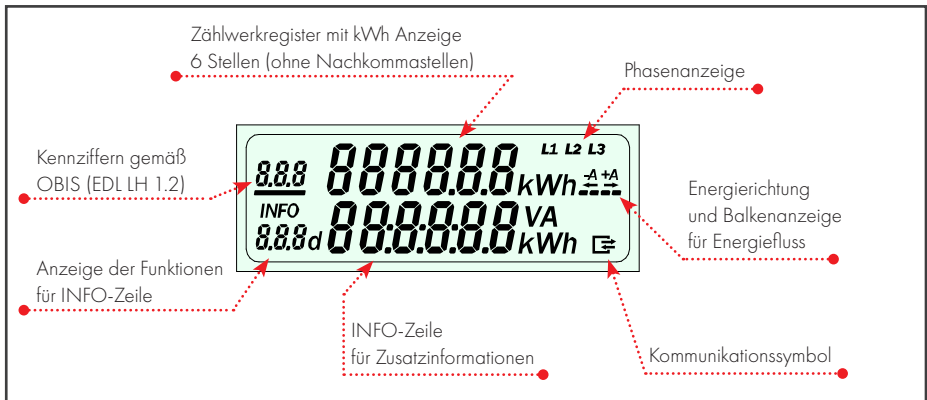 Zählwerkregister mit kWh Anzeige
6 Stellen (ohne Nachkommastellen)
Phasenanzeige
Kennziffern gemäß
OBIS (EDL LH 1.2)
8.8.8
888888.8.8 kWh
L1 L2 L3
-A +A
INFO
8.8.8d
88:8.8:8.8
VA
kWh
Energierichtung
und Balkenanzeige
für Energiefluss
Anzeige der Funktionen
für INFO-Zeile
INFO-Zeile
für Zusatzinformationen
Kommunikationssymbol